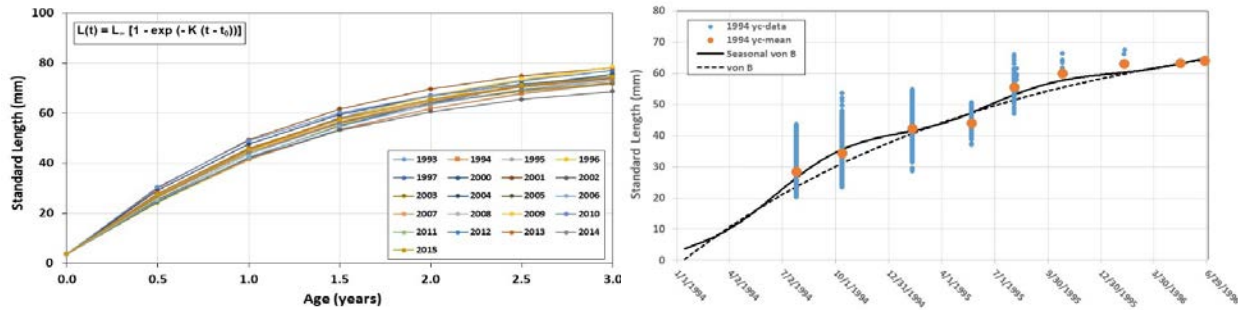 L(t) = L∞ [1 - exp (- K (t - t₀))]
Standard Length (mm)
100
80
60
40
20
0
0.0 0.5 1.0 1.5 2.0 2.5 3.0
Age (years)
1993 1994 1995 1996
1997 2000 2001 2002
2003 2004 2005 2006
2007 2008 2009 2010
2011 2012 2013 2014
2015
Standard Length (mm)
80
70
60
50
40
30
20
10
0
1994 yc-data
1994 yc-mean
Seasonal von B
von B
1/1/1994 4/2/1994 7/2/1994 10/1/1994 12/31/1994 4/1/1995 7/1/1995 9/30/1995 12/30/1995 3/30/1996 6/29/1996